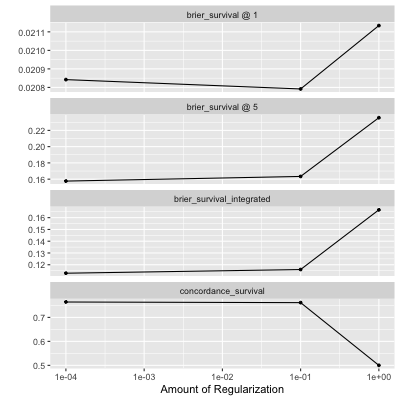 brier_survival @ 1
0.0211
0.0210
0.0209
0.0208
brier_survival @ 5
0.22
0.20
0.18
0.16
brier_survival_integrated
0.16
0.15
0.14
0.13
0.12
concordance_survival
0.7
0.6
0.5
1e-04 1e-03 1e-02 1e-01 1e+00
Amount of Regularization